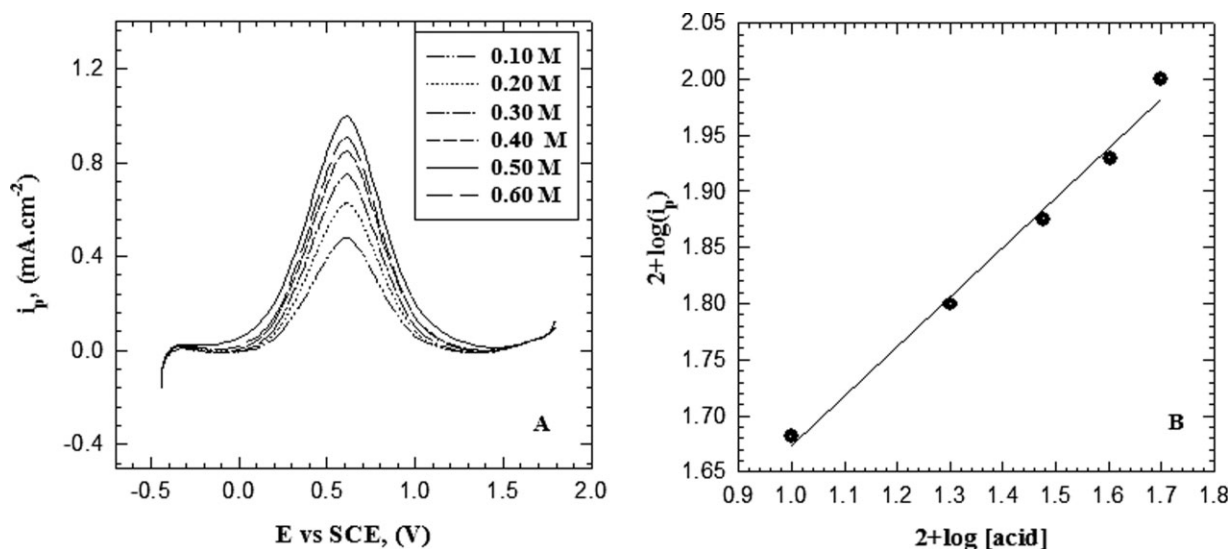 1.2
0.8
0.4
0.0
-0.4
-0.5
0.0
0.5
1.0
1.5
2.0
i_p, (mA.cm⁻²)
E vs SCE, (V)
0.10 M
0.20 M
0.30 M
0.40 M
0.50 M
0.60 M
A
2.05
2.00
1.95
1.90
1.85
1.80
1.75
1.70
1.65
0.9
1.0
1.1
1.2
1.3
1.4
1.5
1.6
1.7
1.8
2+log(i_p)
2+log [acid]
B